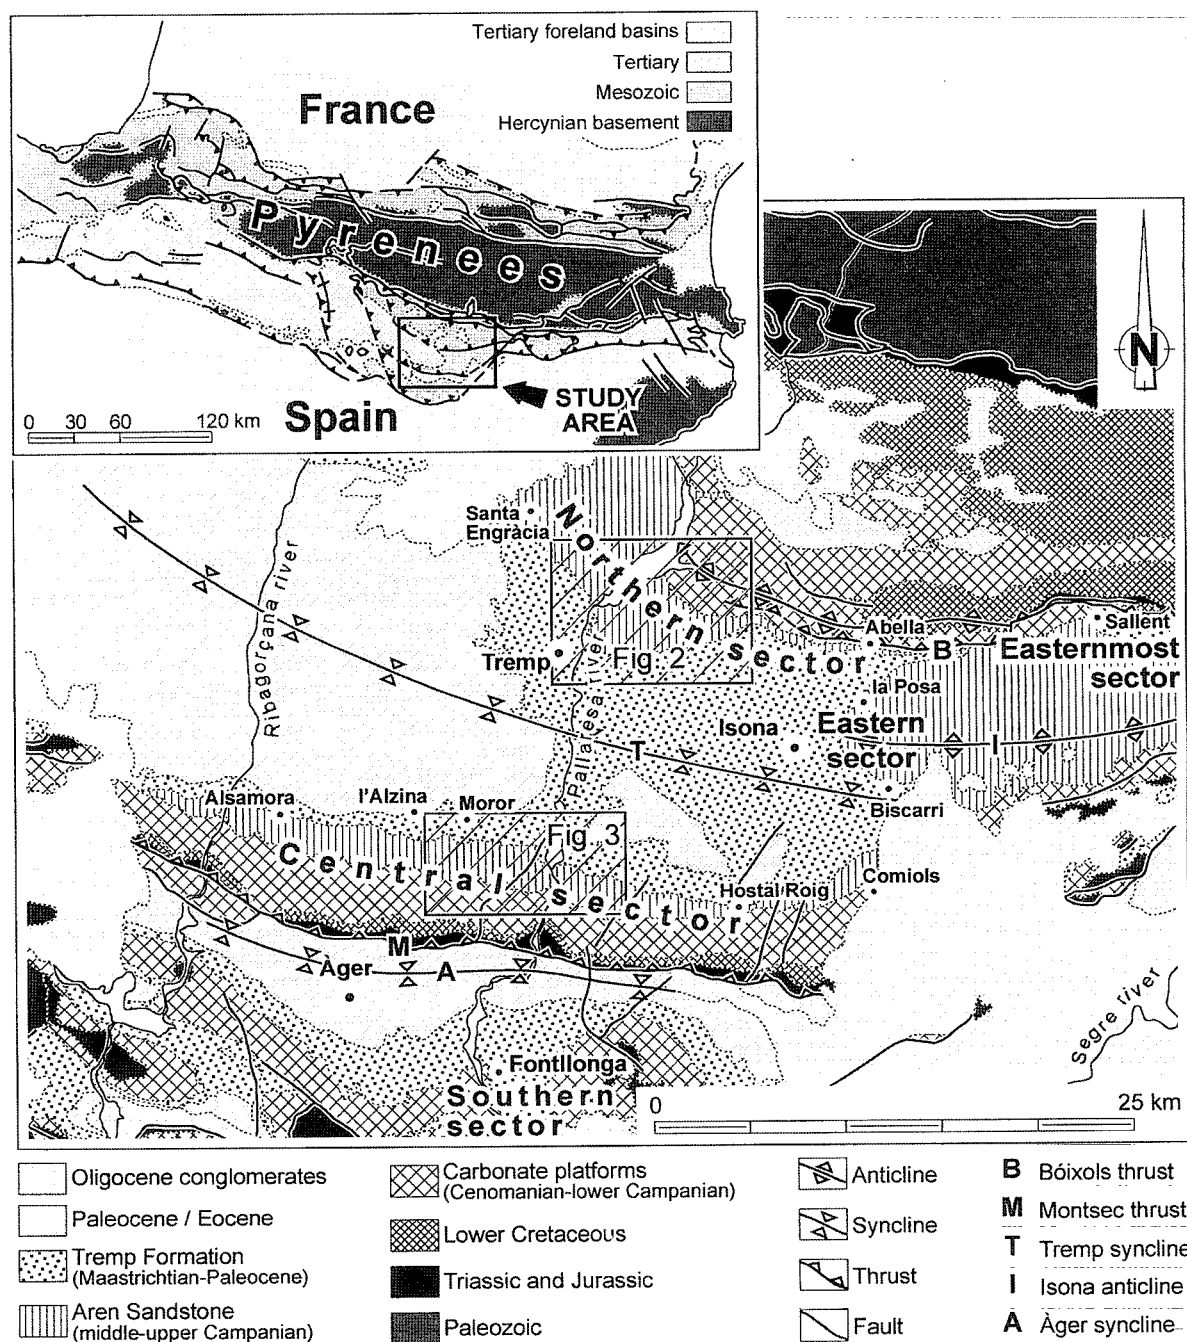 Tertiary foreland basins
Tertiary
Mesozoic
Hercynian basement
France
Pyrenees
STUDY
AREA
Spain
0 30 60 120 km
N
Santa
Engràcia
Northern sector
Ribagorçana river
Tremp
Fig. 2
Pallaresa river
Abella
B
Sallent
Easternmost
sector
la Posa
Isona
Eastern
sector
I
T
Biscarri
Alsamora
l'Alzina
Moror
Fig. 3
Central sector
Hostal Roig
Comiols
M
Àger
A
Segre river
Fontllonga
Southern
sector
0 25 km
Oligocene conglomerates
Paleocene / Eocene
Tremp Formation
(Maastrichtian-Paleocene)
Aren Sandstone
(middle-upper Campanian)
Carbonate platforms
(Cenomanian-lower Campanian)
Lower Cretaceous
Triassic and Jurassic
Paleozoic
Anticline
Syncline
Thrust
Fault
B Bóixols thrust
M Montsec thrust
T Tremp syncline
I Isona anticline
A Àger syncline